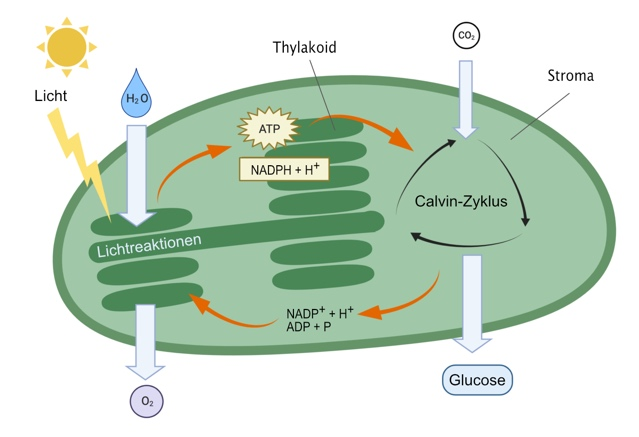 Thylakoid
CO₂
Stroma
Licht
H₂O
ATP
NADPH + H⁺
Calvin-Zyklus
Lichtreaktionen
NADP⁺ + H⁺
ADP + P
Glucose
O₂